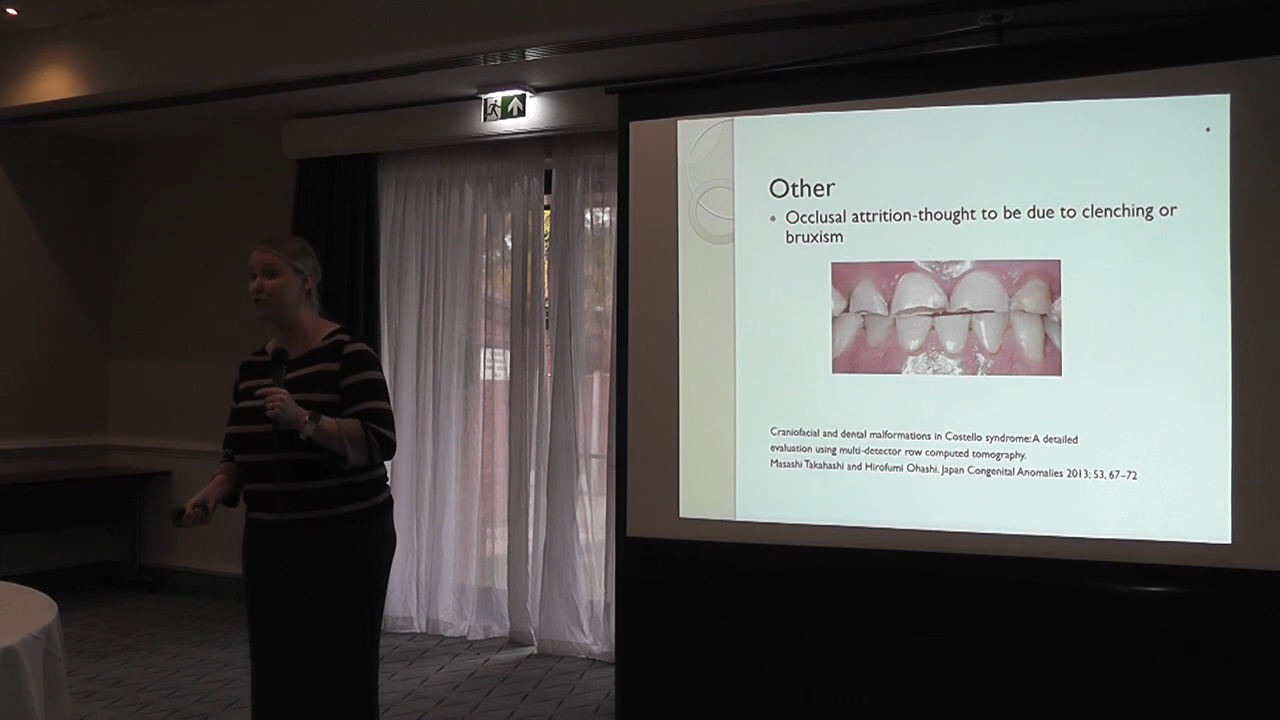 Other
• Occlusal attrition-thought to be due to clenching or
bruxism
Craniofacial and dental malformations in Costello syndrome: A detailed
evaluation using multi-detector row computed tomography.
Masashi Takahashi and Hirofumi Ohashi. Japan Congenital Anomalies 2013; 53, 67–72